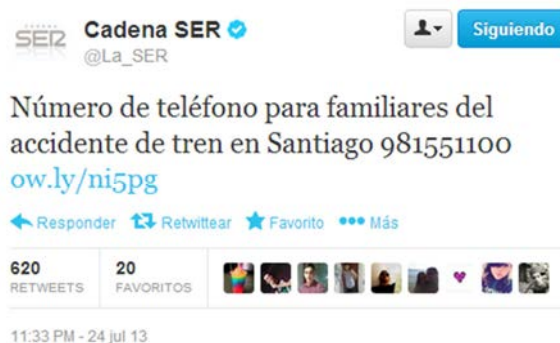 SER
Cadena SER
@La_SER
Siguiendo
Número de teléfono para familiares del
accidente de tren en Santiago 981551100
ow.ly/ni5pg
Responder Retwittear Favorito Más
620 20
RETWEETS FAVORITOS
11:33 PM - 24 jul 13